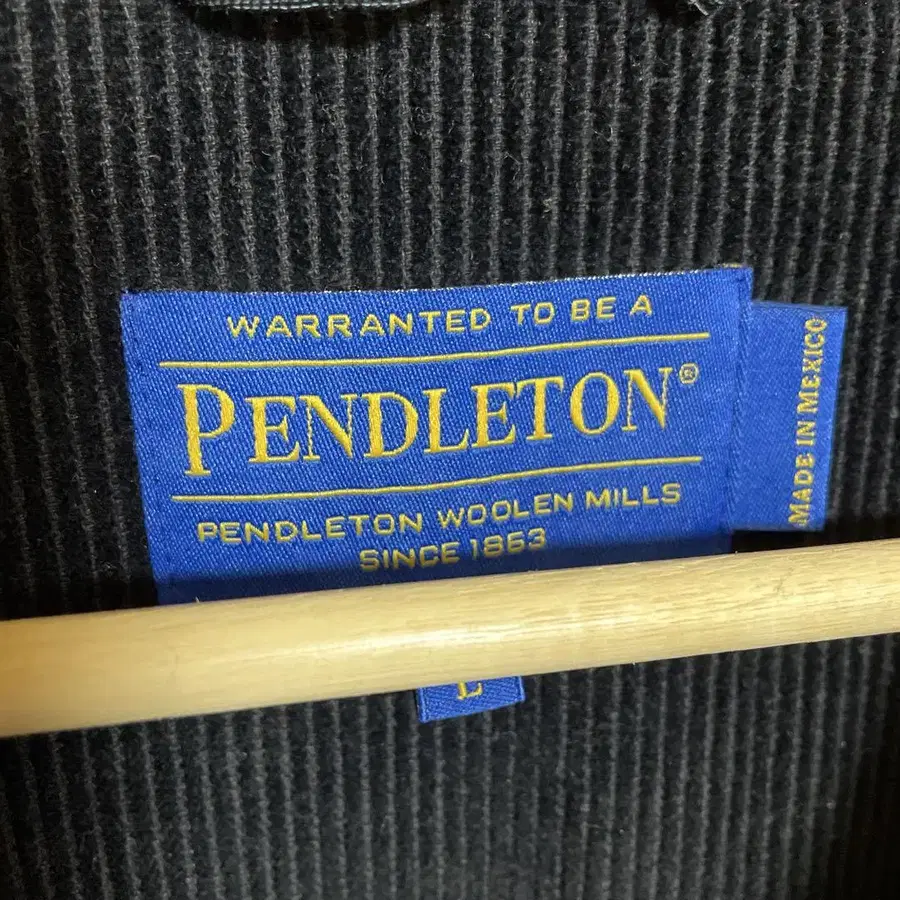 WARRANTED TO BE A
PENDLETON®
PENDLETON WOOLEN MILLS
SINCE 1863
MADE IN MEXICO
L